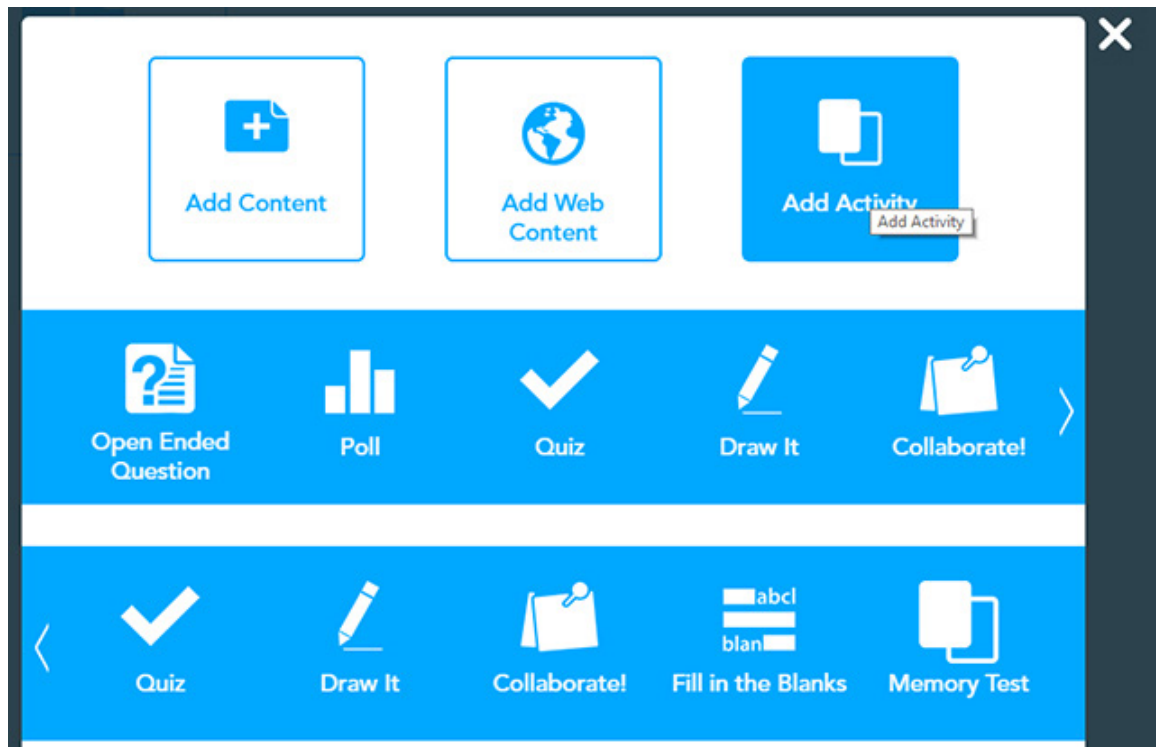 Add Content
Add Web
Content
Add Activity
Add Activity
Open Ended
Question
Poll
Quiz
Draw It
Collaborate!
abcl
blan
Quiz
Draw It
Collaborate!
Fill in the Blanks
Memory Test